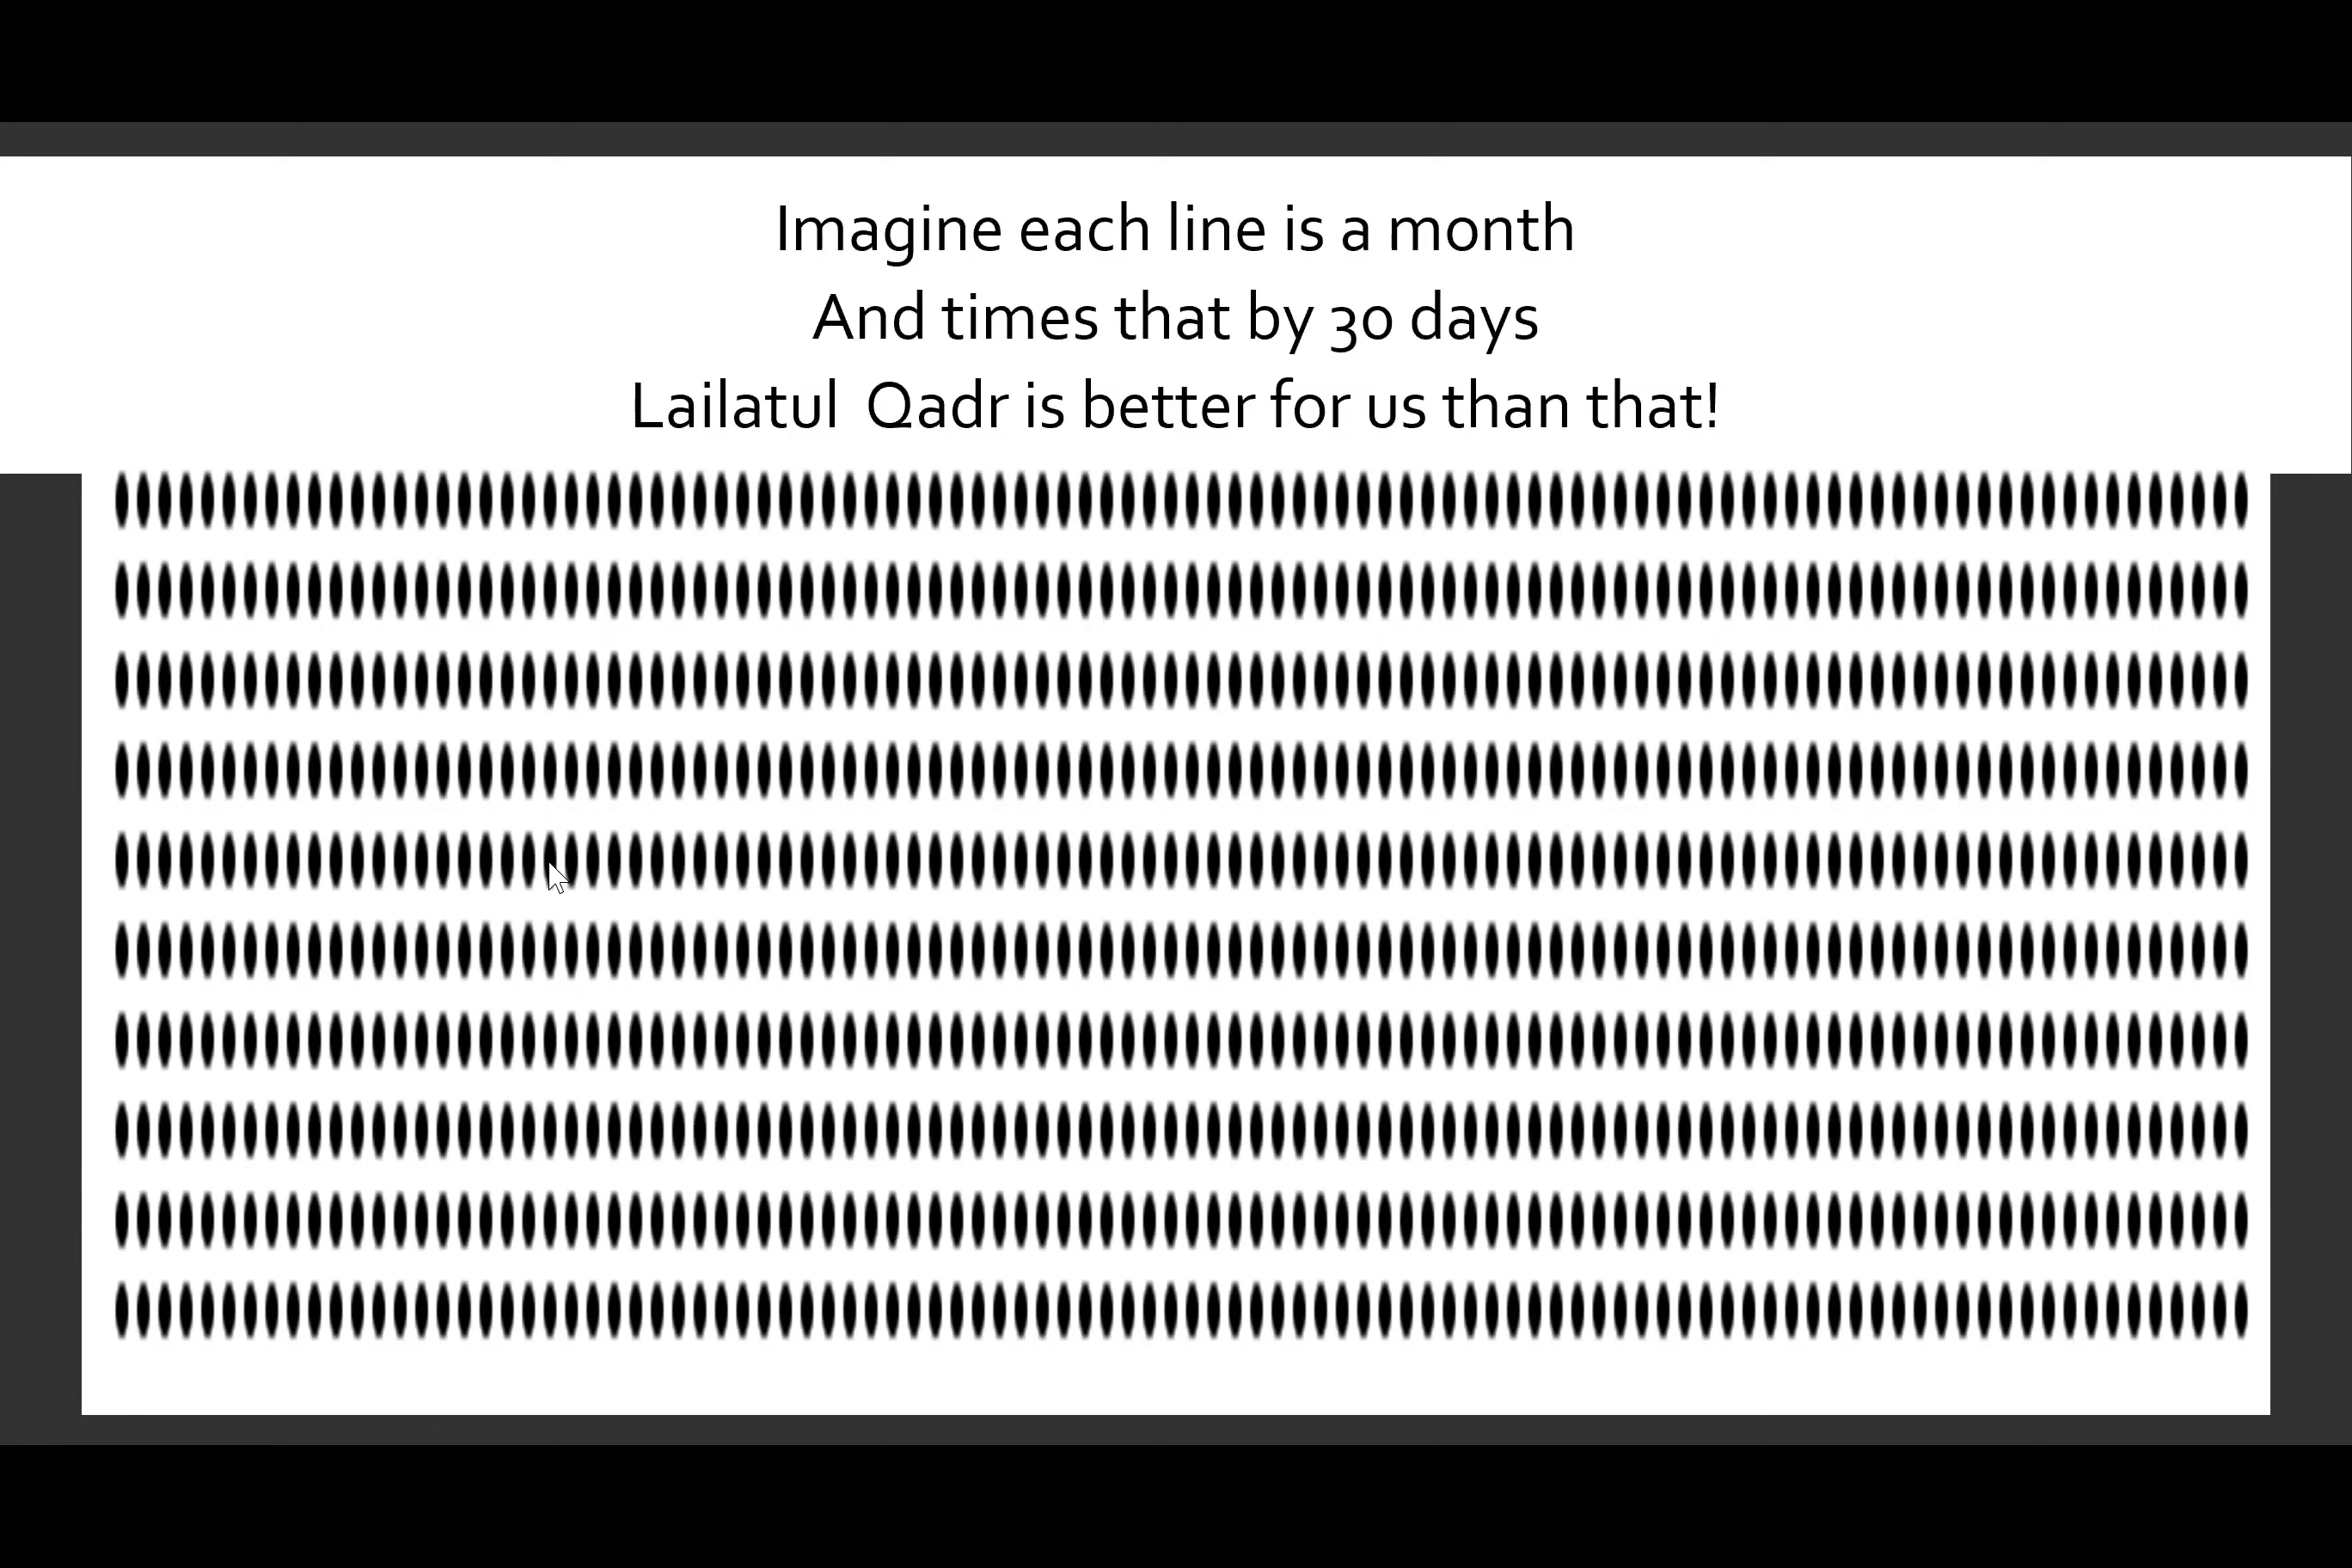 Imagine each line is a month
And times that by 30 days
Lailatul  Qadr is better for us than that!